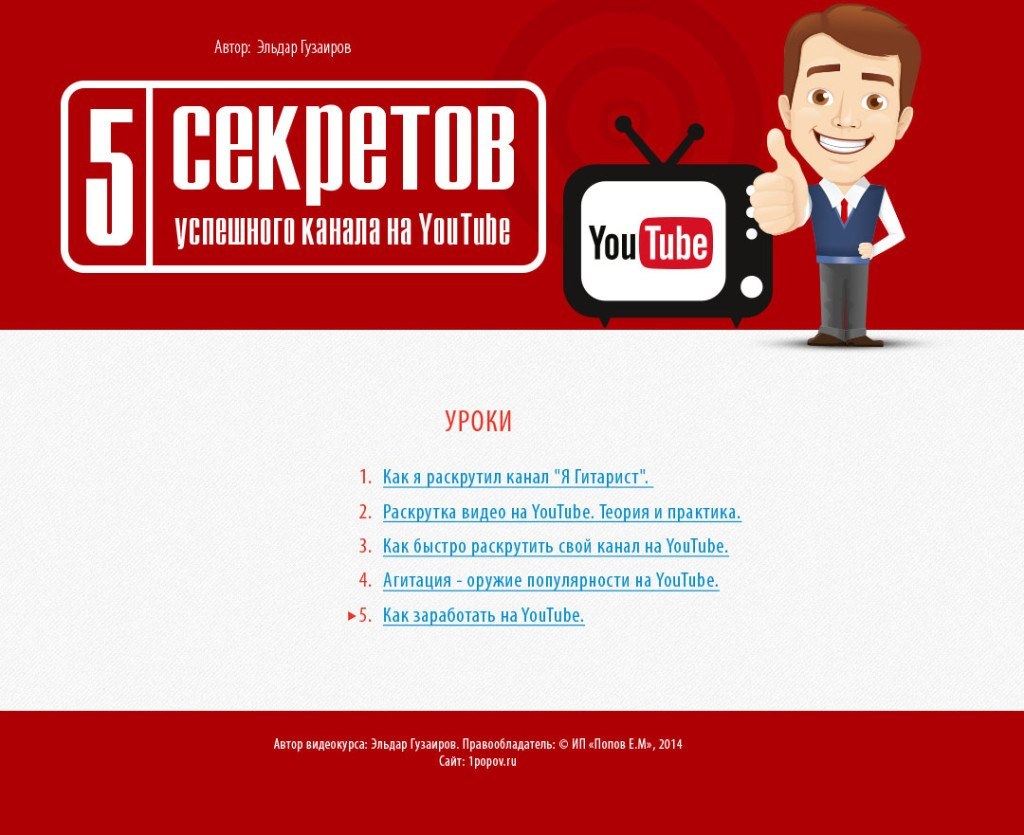 Автор: Эльдар Гузаиров
5 секретов
успешного канала на YouTube
YouTube
УРОКИ
1. Как я раскрутил канал "Я Гитарист".
2. Раскрутка видео на YouTube. Теория и практика.
3. Как быстро раскрутить свой канал на YouTube.
4. Агитация - оружие популярности на YouTube.
5. Как заработать на YouTube.
Автор видеокурса: Эльдар Гузаиров. Правообладатель: © ИП «Попов Е.М», 2014
Сайт: 1popov.ru